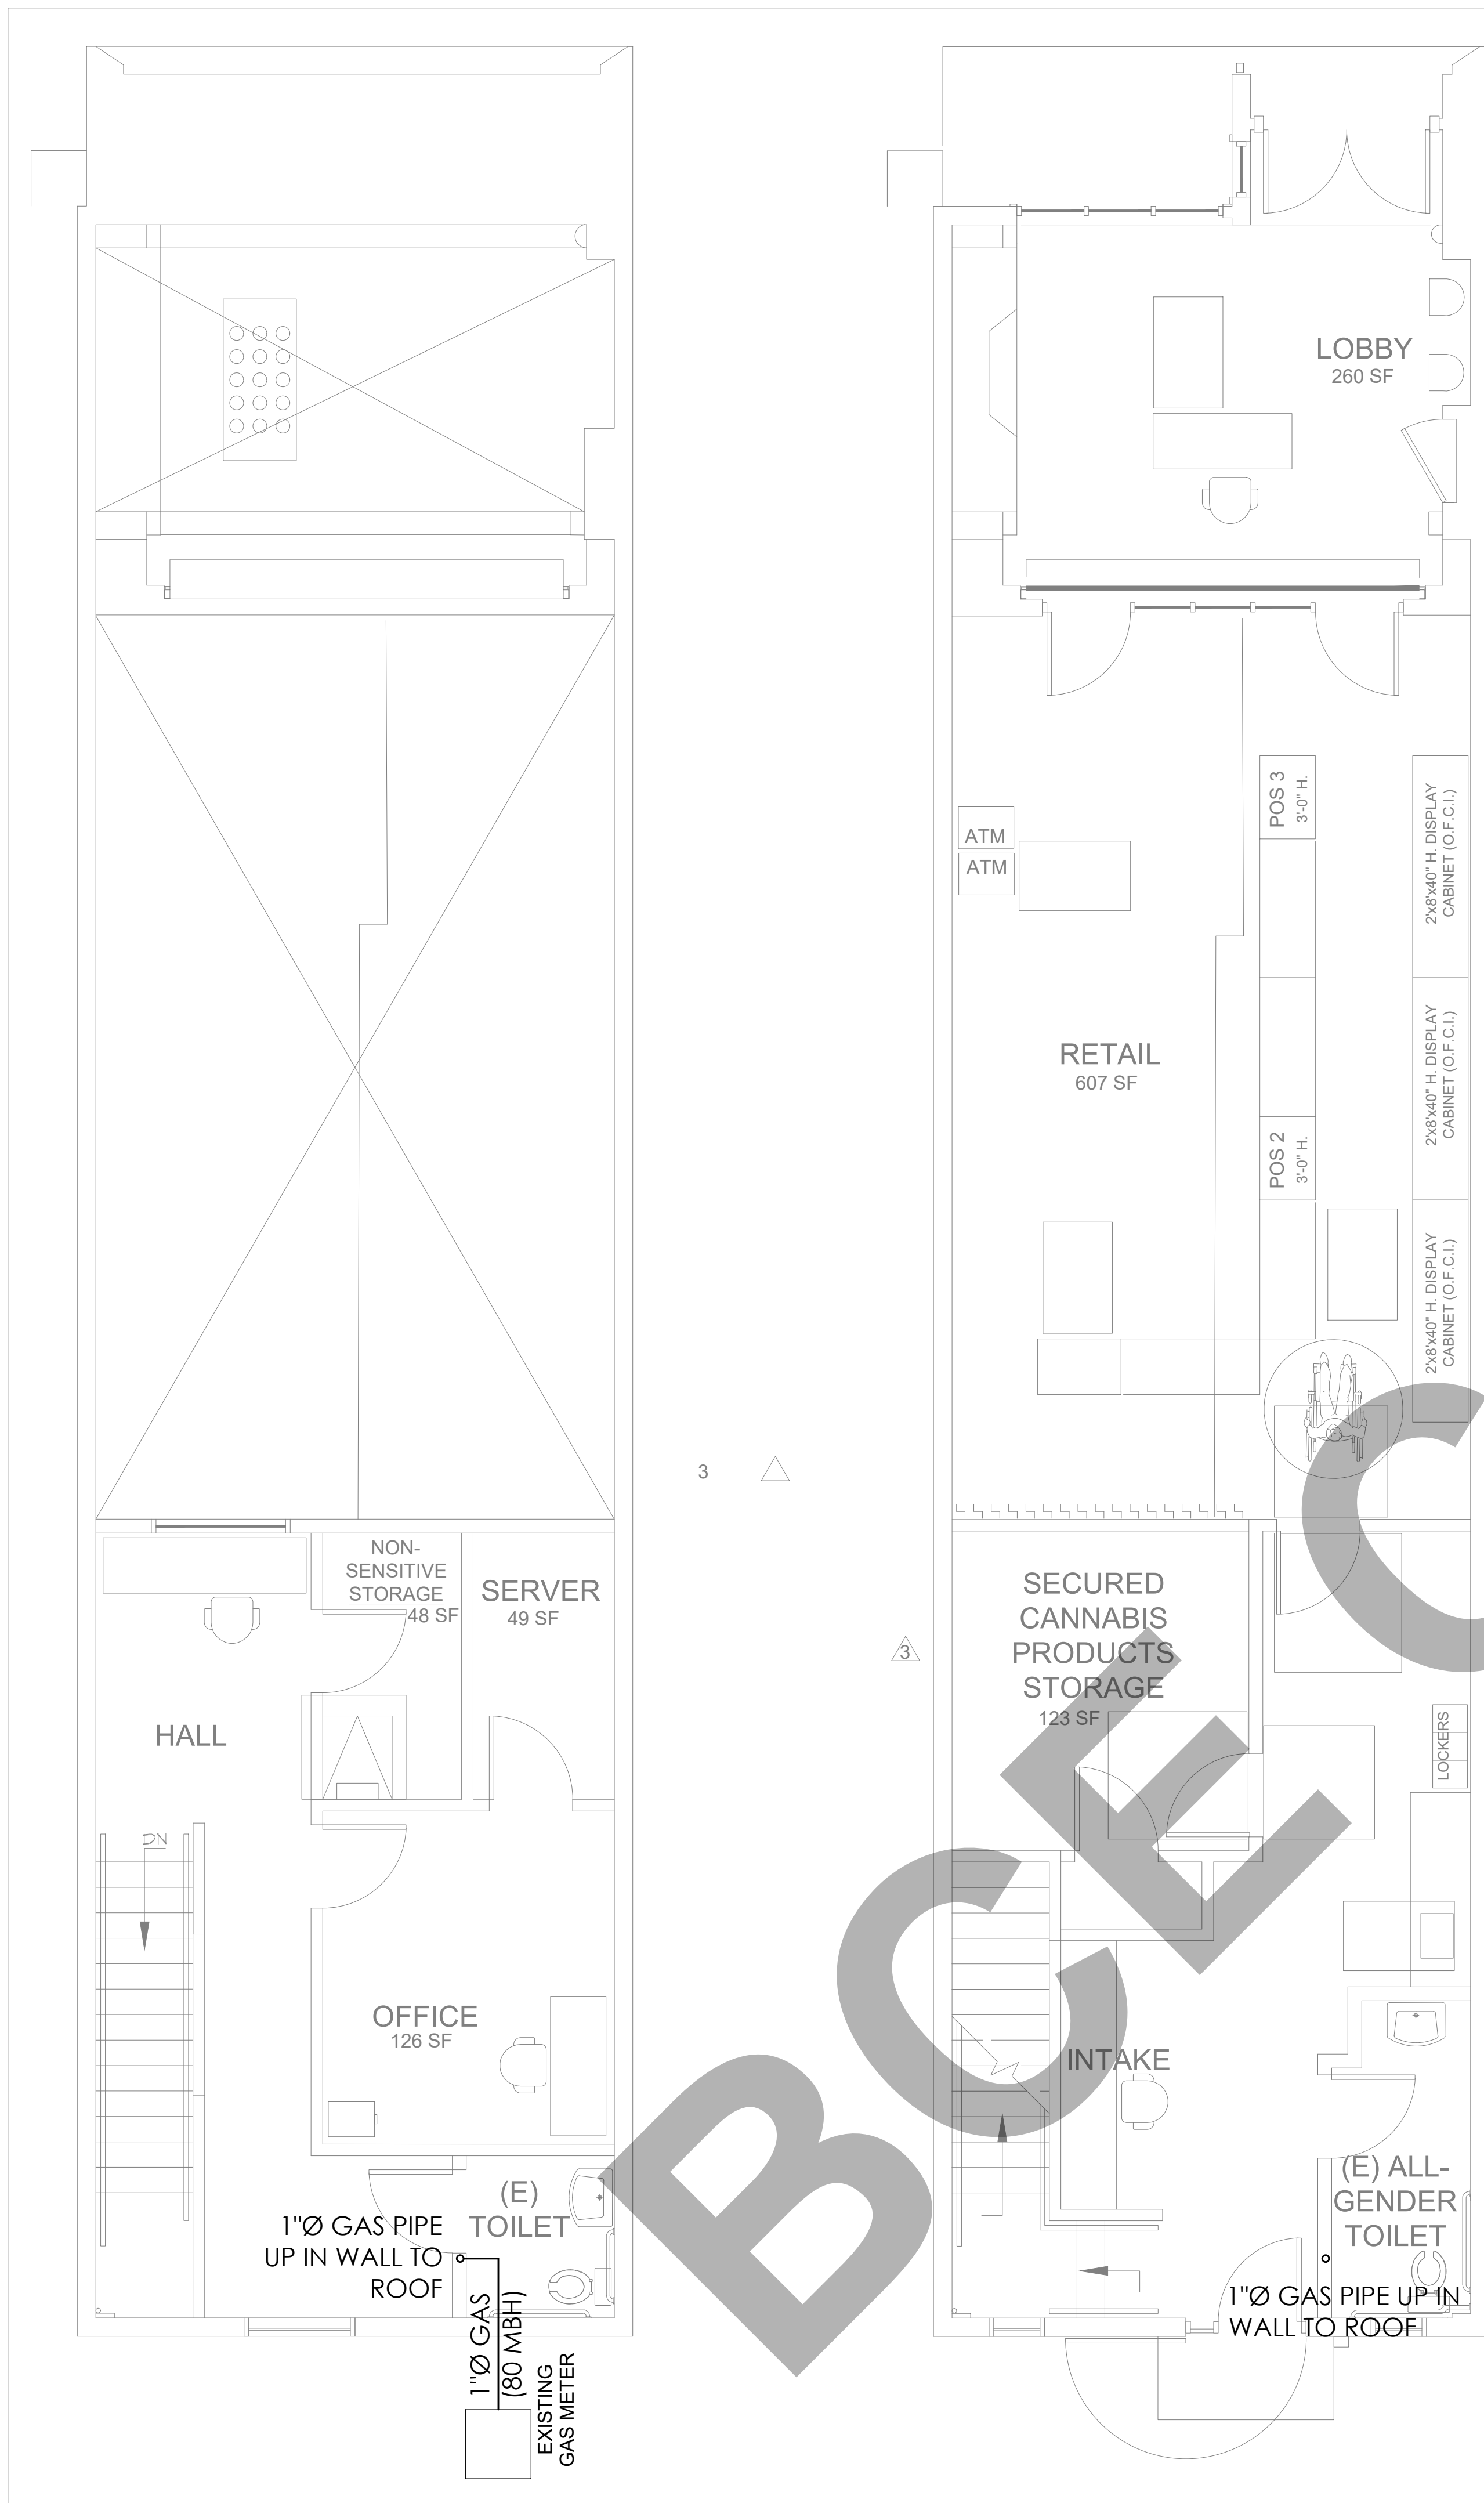 LOBBY
260 SF
POS 3
3'-0" H.
2'x8'x40" H. DISPLAY
CABINET (O.F.C.I.)
ATM
ATM
RETAIL
607 SF
2'x8'x40" H. DISPLAY
CABINET (O.F.C.I.)
POS 2
3'-0" H.
2'x8'x40" H. DISPLAY
CABINET (O.F.C.I.)
3
NON-
SENSITIVE
STORAGE
48 SF
SERVER
49 SF
HALL
DN
3
SECURED
CANNABIS
PRODUCTS
STORAGE
123 SF
LOCKERS
OFFICE
126 SF
INTAKE
(E)
TOILET
(E) ALL-
GENDER
TOILET
1"Ø GAS PIPE
UP IN WALL TO
ROOF
1"Ø GAS
(80 MBH)
EXISTING
GAS METER
1"Ø GAS PIPE UP IN
WALL TO ROOF
BCEC